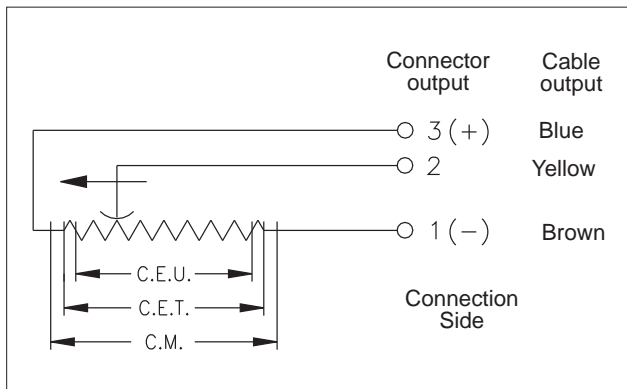 Connector
output
Cable
output
3 (+) Blue
2 Yellow
1 (-) Brown
C.E.U.
C.E.T.
C.M.
Connection
Side